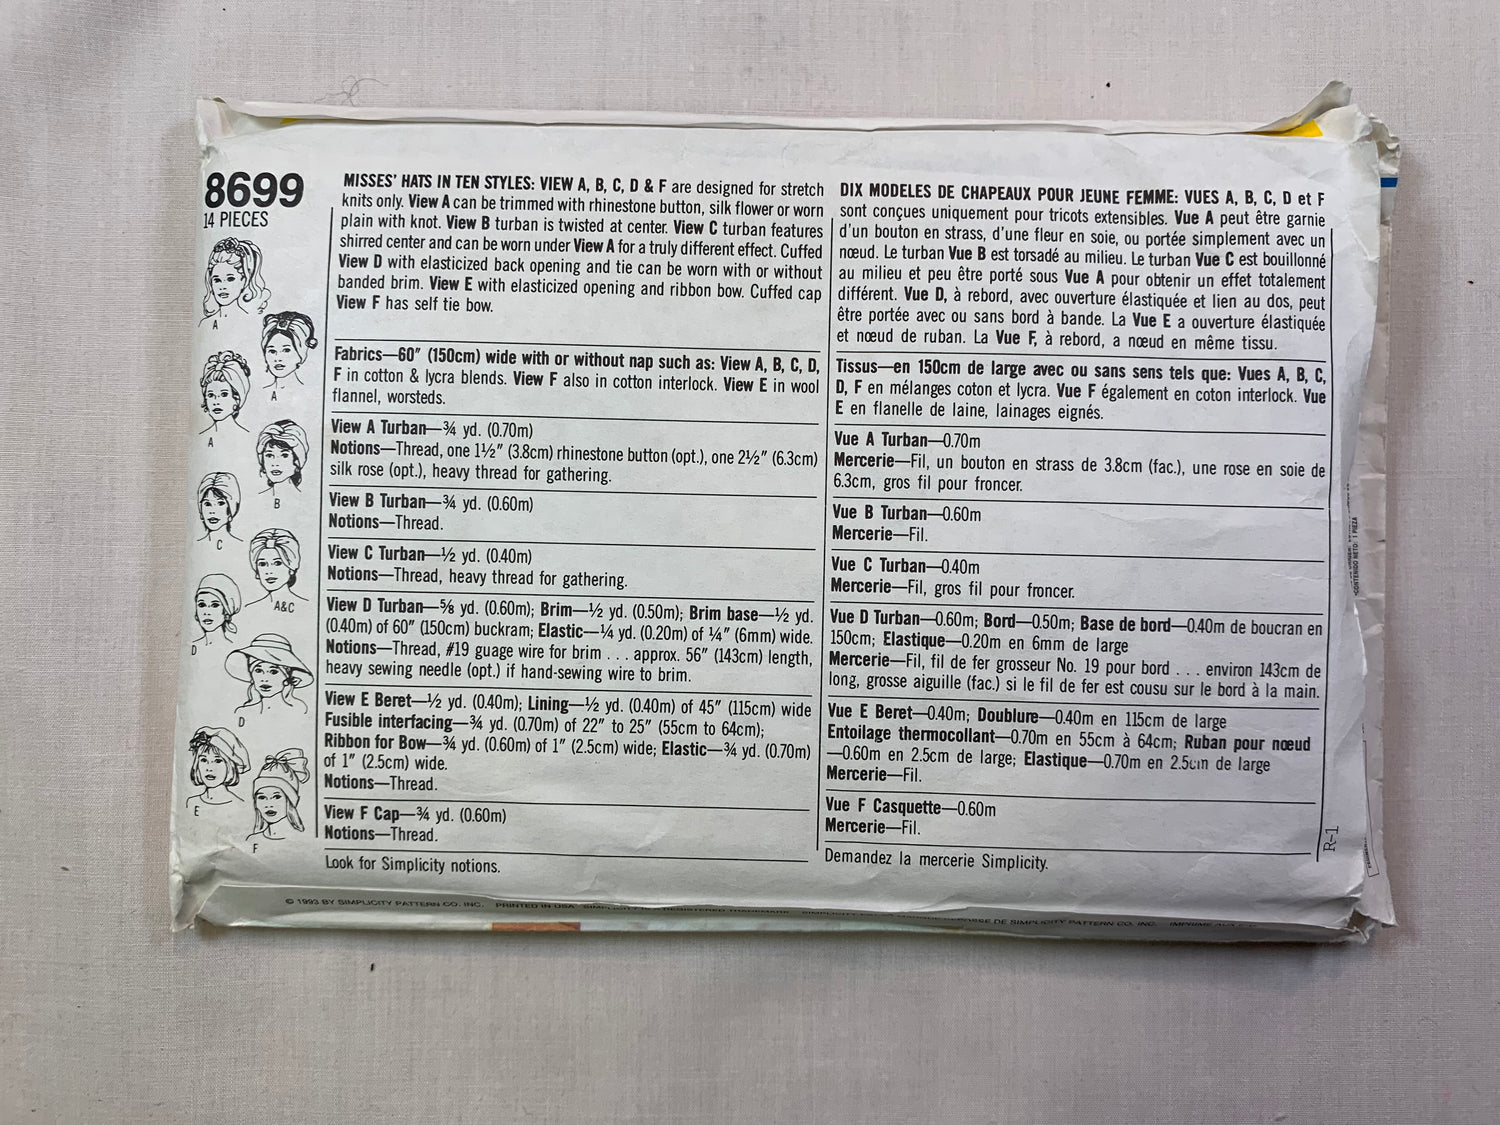 8699
14 PIECES
A
A
A
B
C
A&C
D
D
E
F
MISSES' HATS IN TEN STYLES: VIEW A, B, C, D & F are designed for stretch
knits only. View A can be trimmed with rhinestone button, silk flower or worn
plain with knot. View B turban is twisted at center. View C turban features
shirred center and can be worn under View A for a truly different effect. Cuffed
View D with elasticized back opening and tie can be worn with or without
banded brim. View E with elasticized opening and ribbon bow. Cuffed cap
View F has self tie bow.
Fabrics—60" (150cm) wide with or without nap such as: View A, B, C, D,
F in cotton & lycra blends. View F also in cotton interlock. View E in wool
flannel, worsteds.
View A Turban—¾ yd. (0.70m)
Notions—Thread, one 1½" (3.8cm) rhinestone button (opt.), one 2½" (6.3cm)
silk rose (opt.), heavy thread for gathering.
View B Turban—¾ yd. (0.60m)
Notions—Thread.
View C Turban—½ yd. (0.40m)
Notions—Thread, heavy thread for gathering.
View D Turban—⅝ yd. (0.60m); Brim—½ yd. (0.50m); Brim base—½ yd.
(0.40m) of 60" (150cm) buckram; Elastic—¼ yd. (0.20m) of ¼" (6mm) wide.
Notions—Thread, #19 guage wire for brim . . . approx. 56" (143cm) length,
heavy sewing needle (opt.) if hand-sewing wire to brim.
View E Beret—½ yd. (0.40m); Lining—½ yd. (0.40m) of 45" (115cm) wide
Fusible interfacing—¾ yd. (0.70m) of 22" to 25" (55cm to 64cm);
Ribbon for Bow—¾ yd. (0.60m) of 1" (2.5cm) wide; Elastic—¾ yd. (0.70m)
of 1" (2.5cm) wide.
Notions—Thread.
View F Cap—¾ yd. (0.60m)
Notions—Thread.
Look for Simplicity notions.
DIX MODELES DE CHAPEAUX POUR JEUNE FEMME: VUES A, B, C, D et F
sont conçues uniquement pour tricots extensibles. Vue A peut être garnie
d'un bouton en strass, d'une fleur en soie, ou portée simplement avec un
nœud. Le turban Vue B est torsadé au milieu. Le turban Vue C est bouillonné
au milieu et peu être porté sous Vue A pour obtenir un effet totalement
différent. Vue D, à rebord, avec ouverture élastiquée et lien au dos, peut
être portée avec ou sans bord à bande. La Vue E a ouverture élastiquée
et nœud de ruban. La Vue F, à rebord, a nœud en même tissu.
Tissus—en 150cm de large avec ou sans sens tels que: Vues A, B, C,
D, F en mélanges coton et lycra. Vue F également en coton interlock. Vue
E en flanelle de laine, lainages eignés.
Vue A Turban—0.70m
Mercerie—Fil, un bouton en strass de 3.8cm (fac.), une rose en soie de
6.3cm, gros fil pour froncer.
Vue B Turban—0.60m
Mercerie—Fil.
Vue C Turban—0.40m
Mercerie—Fil, gros fil pour froncer.
Vue D Turban—0.60m; Bord—0.50m; Base de bord—0.40m de boucran en
150cm; Elastique—0.20m en 6mm de large
Mercerie—Fil, fil de fer grosseur No. 19 pour bord . . . environ 143cm de
long, grosse aiguille (fac.) si le fil de fer est cousu sur le bord à la main.
Vue E Beret—0.40m; Doublure—0.40m en 115cm de large
Entoilage thermocollant—0.70m en 55cm à 64cm; Ruban pour nœud
—0.60m en 2.5cm de large; Elastique—0.70m en 2.5cm de large
Mercerie—Fil.
Vue F Casquette—0.60m
Mercerie—Fil.
Demandez la mercerie Simplicity.
R-1
CONTENIDO NETO: 1 PIEZA
© 1993 BY SIMPLICITY PATTERN CO. INC. PRINTED IN USA DE SIMPLICITY PATTERN CO. INC.